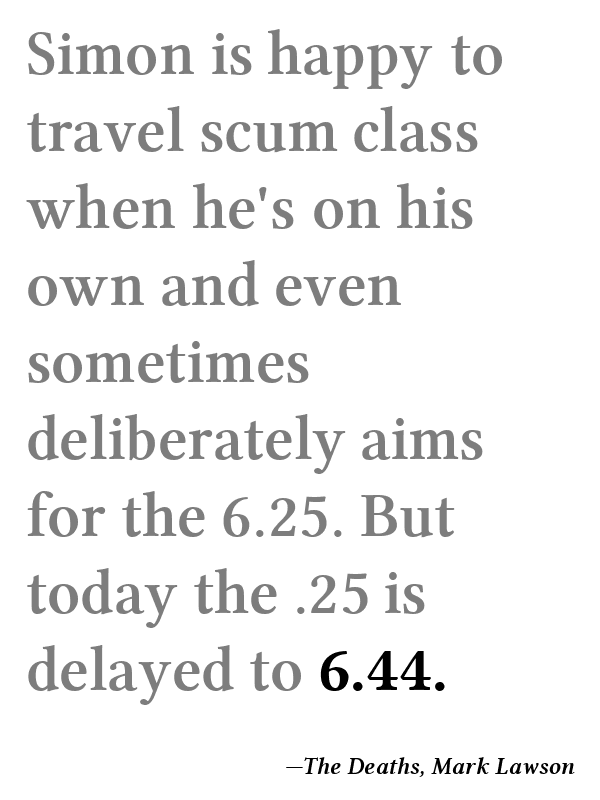 Simon is happy to
travel scum class
when he's on his
own and even
sometimes
deliberately aims
for the 6.25. But
today the .25 is
delayed to 6.44.
—The Deaths, Mark Lawson